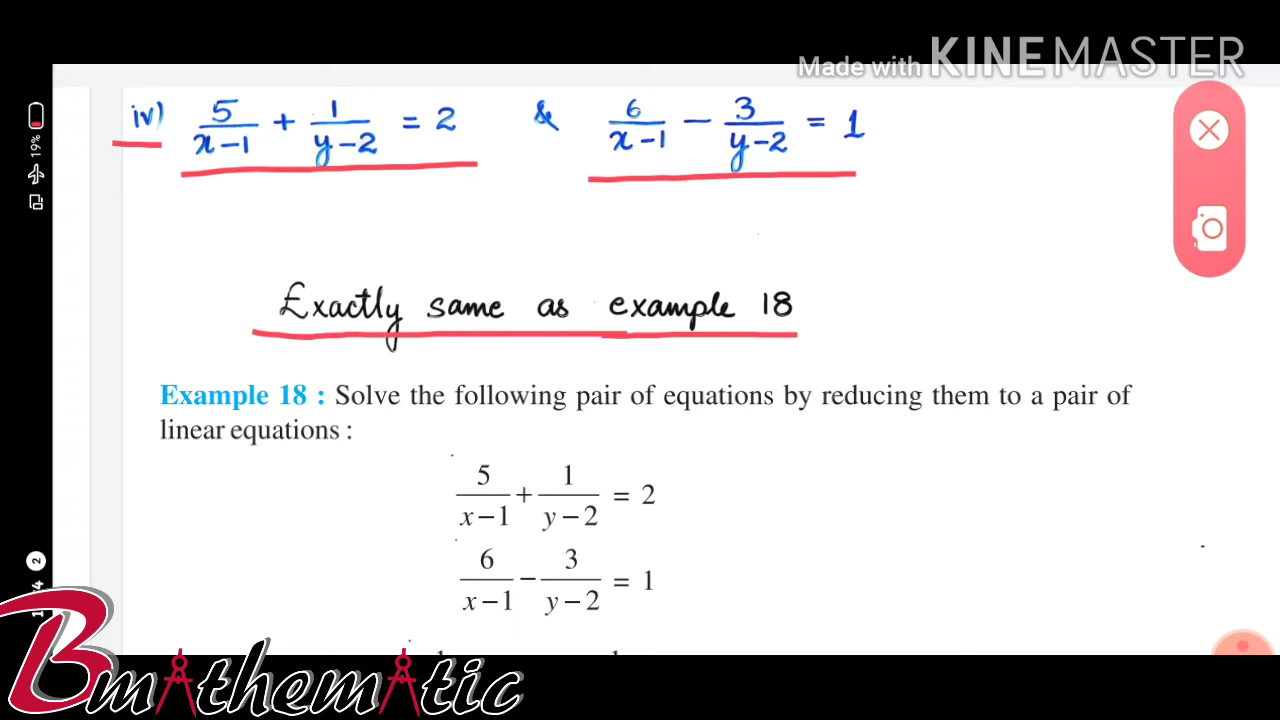 Made with KINEMASTER
iv) 5/(x-1) + 1/(y-2) = 2 & 6/(x-1) - 3/(y-2) = 1
19%
Exactly same as example 18
Example 18 : Solve the following pair of equations by reducing them to a pair of
linear equations :
5/(x-1) + 1/(y-2) = 2
6/(x-1) - 3/(y-2) = 1
2
Bmathematic